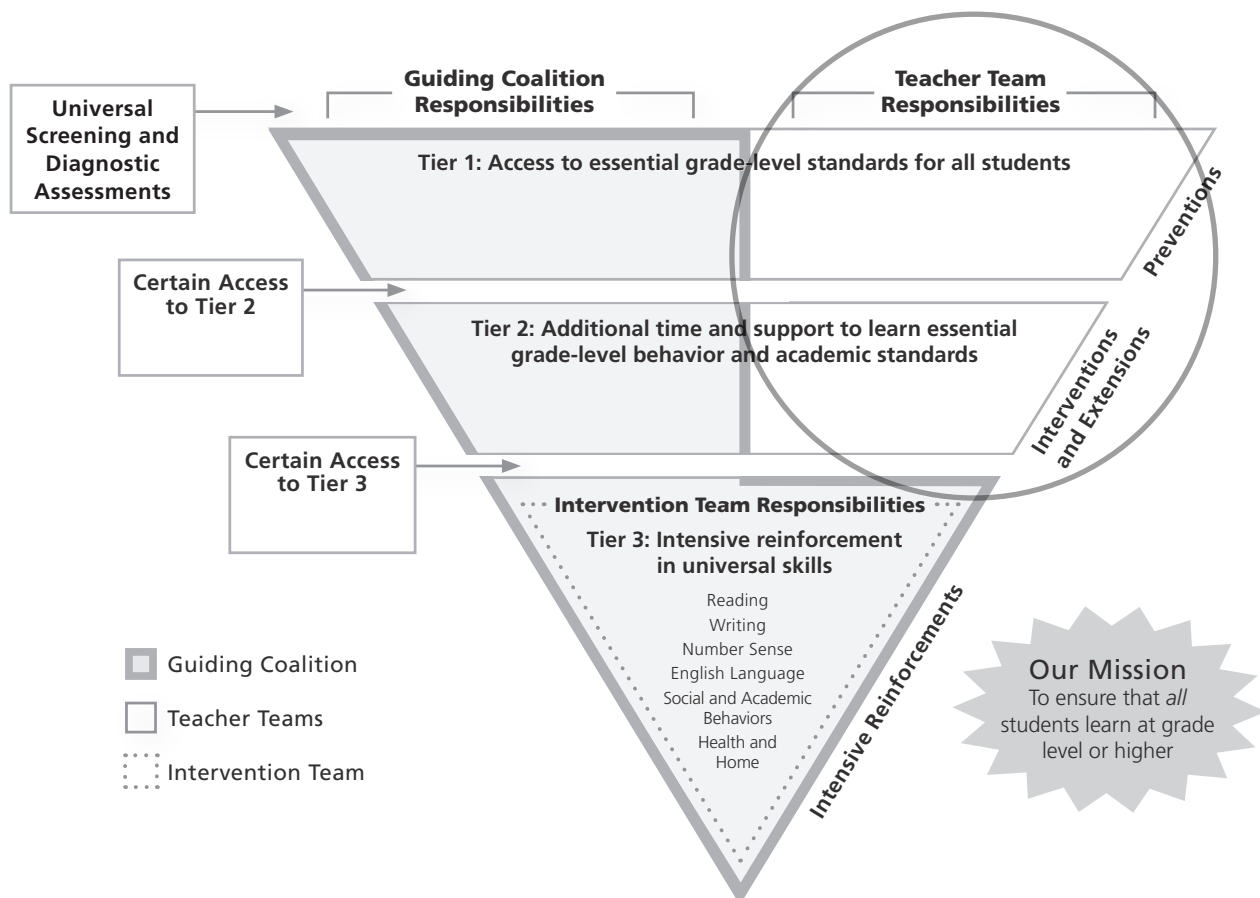 Guiding Coalition
Responsibilities
Teacher Team
Responsibilities
Universal
Screening and
Diagnostic
Assessments
Tier 1: Access to essential grade-level standards for all students
Preventions
Certain Access
to Tier 2
Tier 2: Additional time and support to learn essential
grade-level behavior and academic standards
Interventions
and Extensions
Certain Access
to Tier 3
Intervention Team Responsibilities
Tier 3: Intensive reinforcement
in universal skills
Reading
Writing
Number Sense
English Language
Social and Academic
Behaviors
Health and
Home
Intensive Reinforcements
Guiding Coalition
Teacher Teams
Intervention Team
Our Mission
To ensure that all
students learn at grade
level or higher